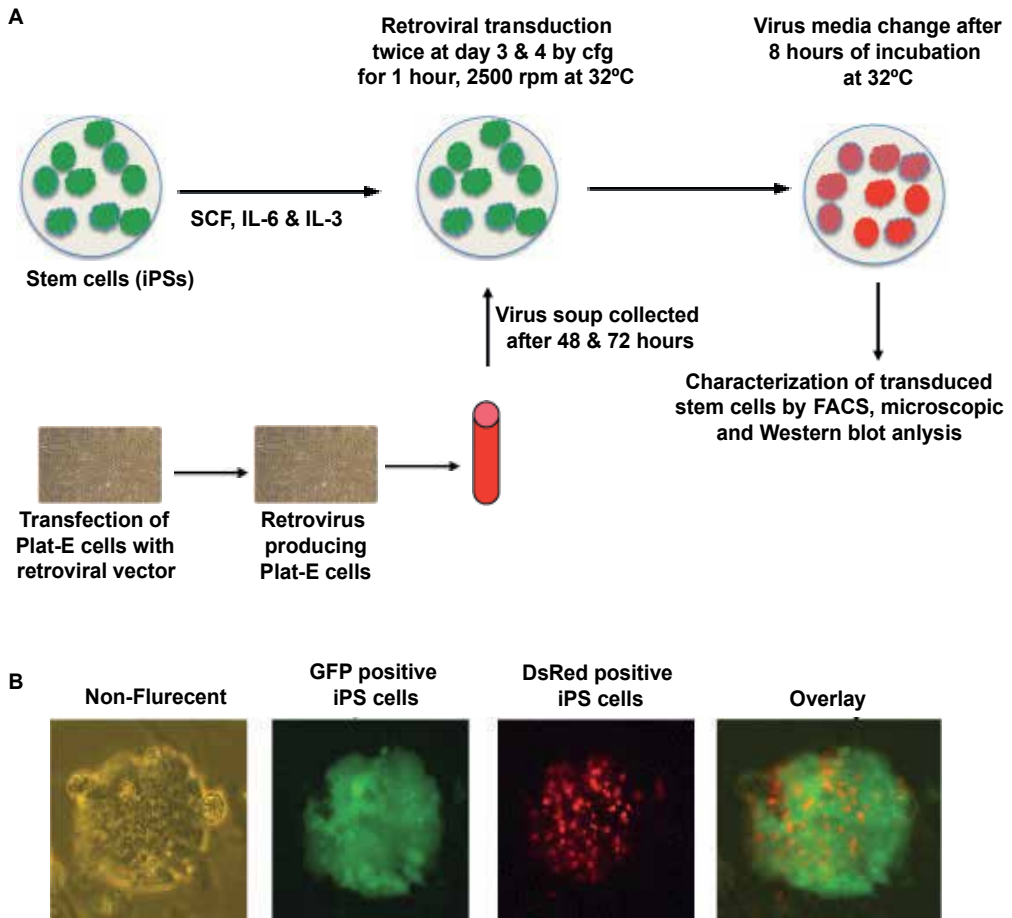 A
Retroviral transduction
twice at day 3 & 4 by cfg
for 1 hour, 2500 rpm at 32ºC
Virus media change after
8 hours of incubation
at 32ºC
SCF, IL-6 & IL-3
Stem cells (iPSs)
Virus soup collected
after 48 & 72 hours
Characterization of transduced
stem cells by FACS, microscopic
and Western blot anlysis
Transfection of
Plat-E cells with
retroviral vector
Retrovirus
producing
Plat-E cells
B
Non-Flurecent
GFP positive
iPS cells
DsRed positive
iPS cells
Overlay